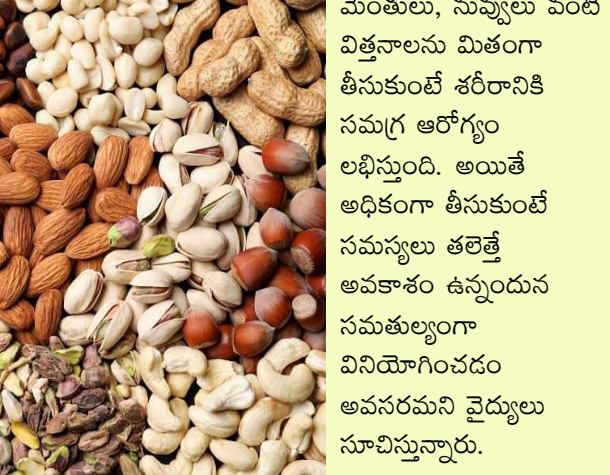 మెంతులు, నువ్వులు వంటి
విత్తనాలను మితంగా
తీసుకుంటే శరీరానికి
సమగ్ర ఆరోగ్యం
లభిస్తుంది. అయితే
అధికంగా తీసుకుంటే
సమస్యలు తలెత్తే
అవకాశం ఉన్నందున
సమతుల్యంగా
వినియోగించడం
అవసరమని వైద్యులు
సూచిస్తున్నారు.